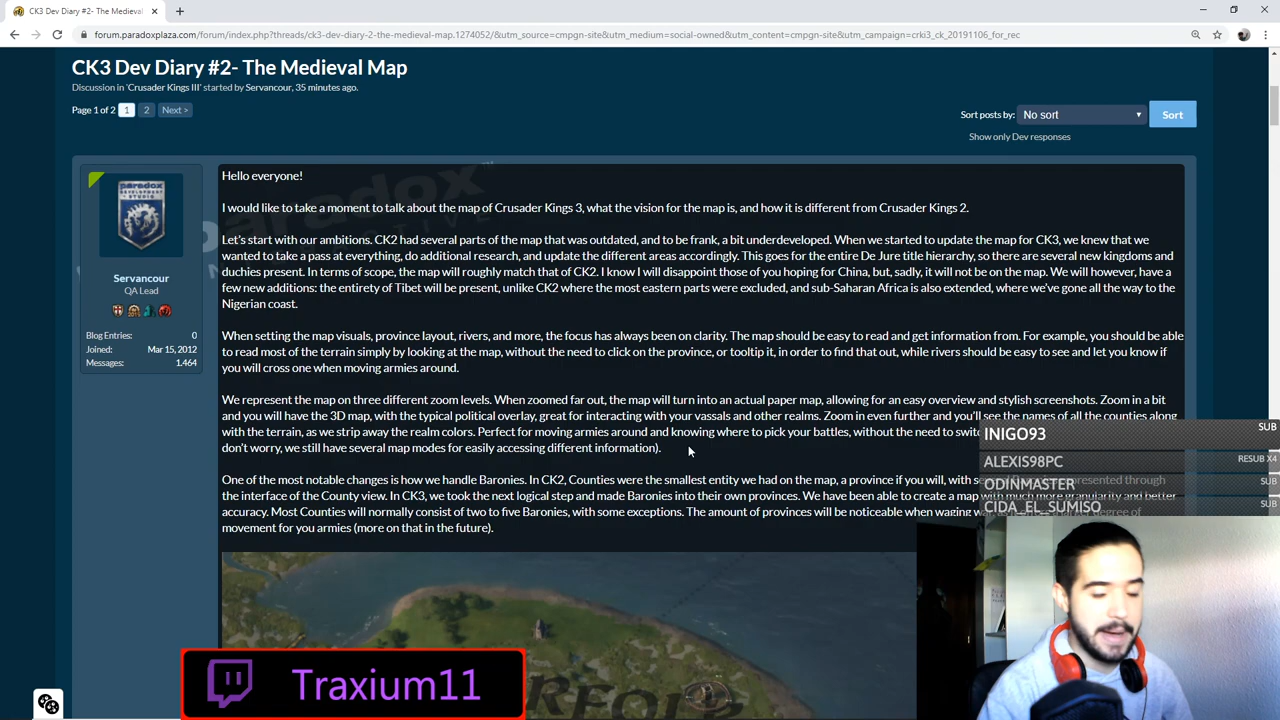 CK3 Dev Diary #2- The Medieval
forum.paradoxplaza.com/forum/index.php?threads/ck3-dev-diary-2-the-medieval-map.1274052/&utm_source=cmpgn-site&utm_medium=social-owned&utm_content=cmpgn-site&utm_campaign=crki3_ck_20191106_for_rec
CK3 Dev Diary #2- The Medieval Map
Discussion in 'Crusader Kings III' started by Servancour, 35 minutes ago.
Page 1 of 2 1 2 Next >
Sort posts by: No sort Sort
Show only Dev responses
Servancour
QA Lead
Blog Entries: 0
Joined: Mar 15, 2012
Messages: 1.464
Hello everyone!
I would like to take a moment to talk about the map of Crusader Kings 3, what the vision for the map is, and how it is different from Crusader Kings 2.
Let's start with our ambitions. CK2 had several parts of the map that was outdated, and to be frank, a bit underdeveloped. When we started to update the map for CK3, we knew that we
wanted to take a pass at everything, do additional research, and update the different areas accordingly. This goes for the entire De Jure title hierarchy, so there are several new kingdoms and
duchies present. In terms of scope, the map will roughly match that of CK2. I know I will disappoint those of you hoping for China, but, sadly, it will not be on the map. We will however, have a
few new additions: the entirety of Tibet will be present, unlike CK2 where the most eastern parts were excluded, and sub-Saharan Africa is also extended, where we've gone all the way to the
Nigerian coast.
When setting the map visuals, province layout, rivers, and more, the focus has always been on clarity. The map should be easy to read and get information from. For example, you should be able
to read most of the terrain simply by looking at the map, without the need to click on the province, or tooltip it, in order to find that out, while rivers should be easy to see and let you know if
you will cross one when moving armies around.
We represent the map on three different zoom levels. When zoomed far out, the map will turn into an actual paper map, allowing for an easy overview and stylish screenshots. Zoom in a bit
and you will have the 3D map, with the typical political overlay, great for interacting with your vassals and other realms. Zoom in even further and you'll see the names of all the counties along
with the terrain, as we strip away the realm colors. Perfect for moving armies around and knowing where to pick your battles, without the need to
don't worry, we still have several map modes for easily accessing different information).
One of the most notable changes is how we handle Baronies. In CK2, Counties were the smallest entity we had on the map, a province if you will, with presented through
the interface of the County view. In CK3, we took the next logical step and made Baronies into their own provinces. We have been able to create a map with much more granularity and better
accuracy. Most Counties will normally consist of two to five Baronies, with some exceptions. The amount of provinces will be noticeable when waging degree of
movement for you armies (more on that in the future).
INIGO93 SUB
ALEXIS98PC RESUB X4
ODINMASTER SUB
CIDA_EL_SUMISO SUB
Traxium11